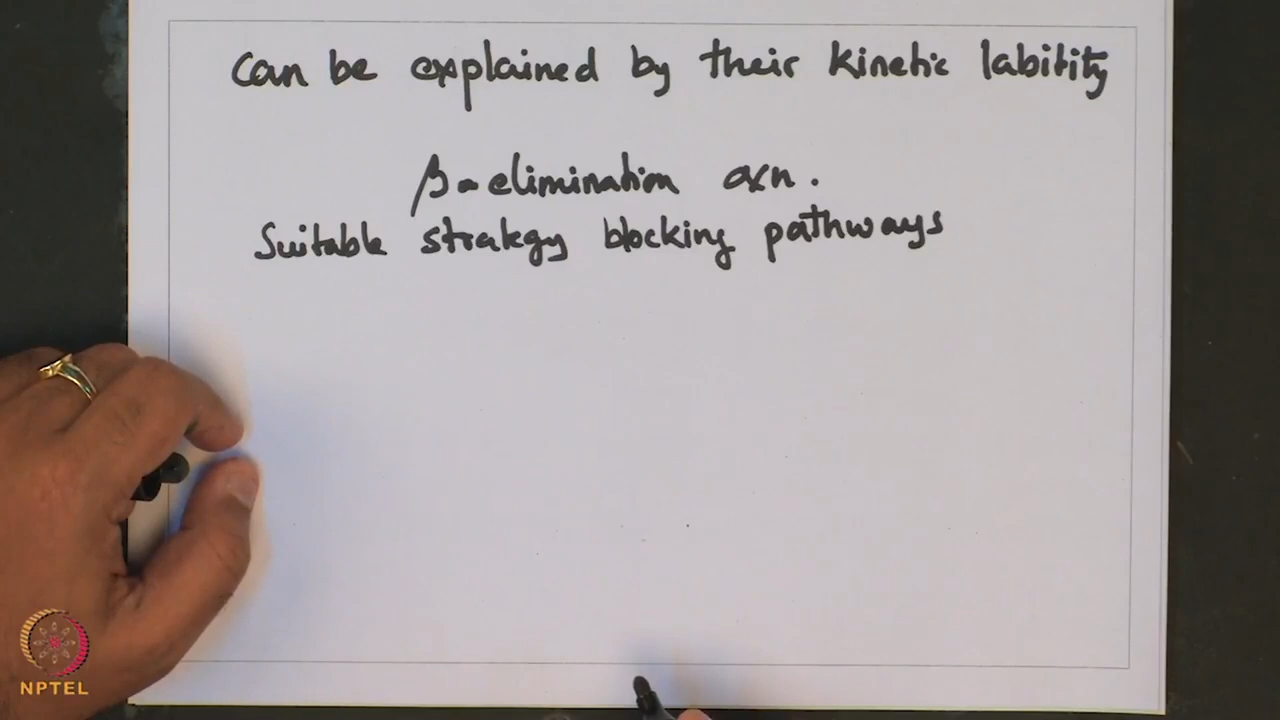 Can be explained by their kinetic lability
β-elimination rxn.
Suitable strategy blocking pathways
NPTEL